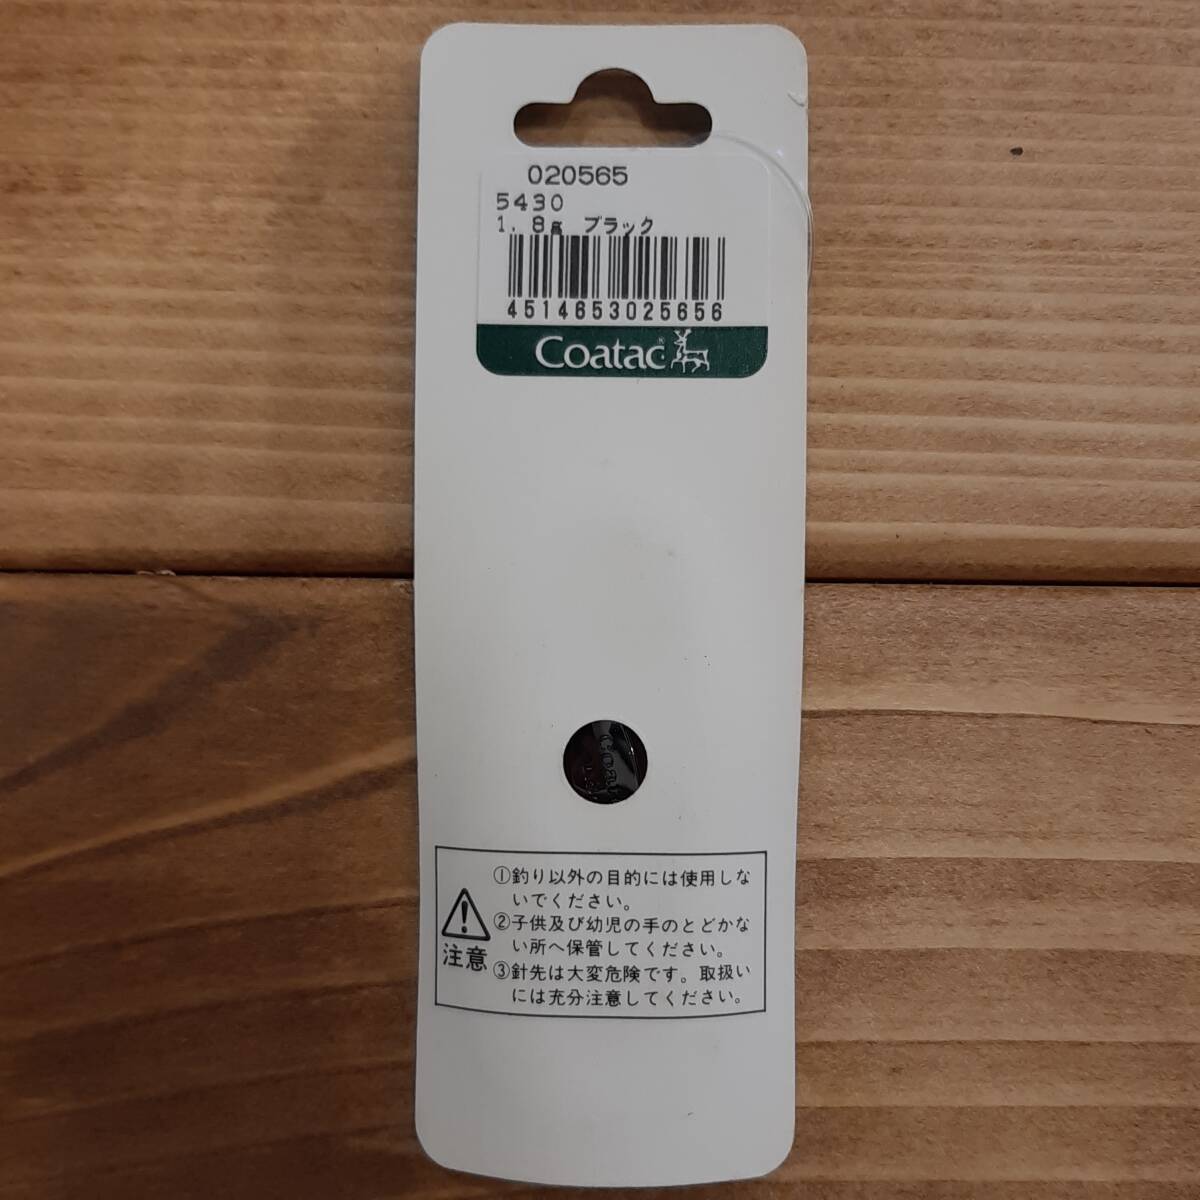 020565
5430
1.8g ブラック
4514653025656
Coatac®
Coat
注意
①釣り以外の目的には使用しな
いでください。
②子供及び幼児の手のとどかな
い所へ保管してください。
③針先は大変危険です。取扱い
には充分注意してください。